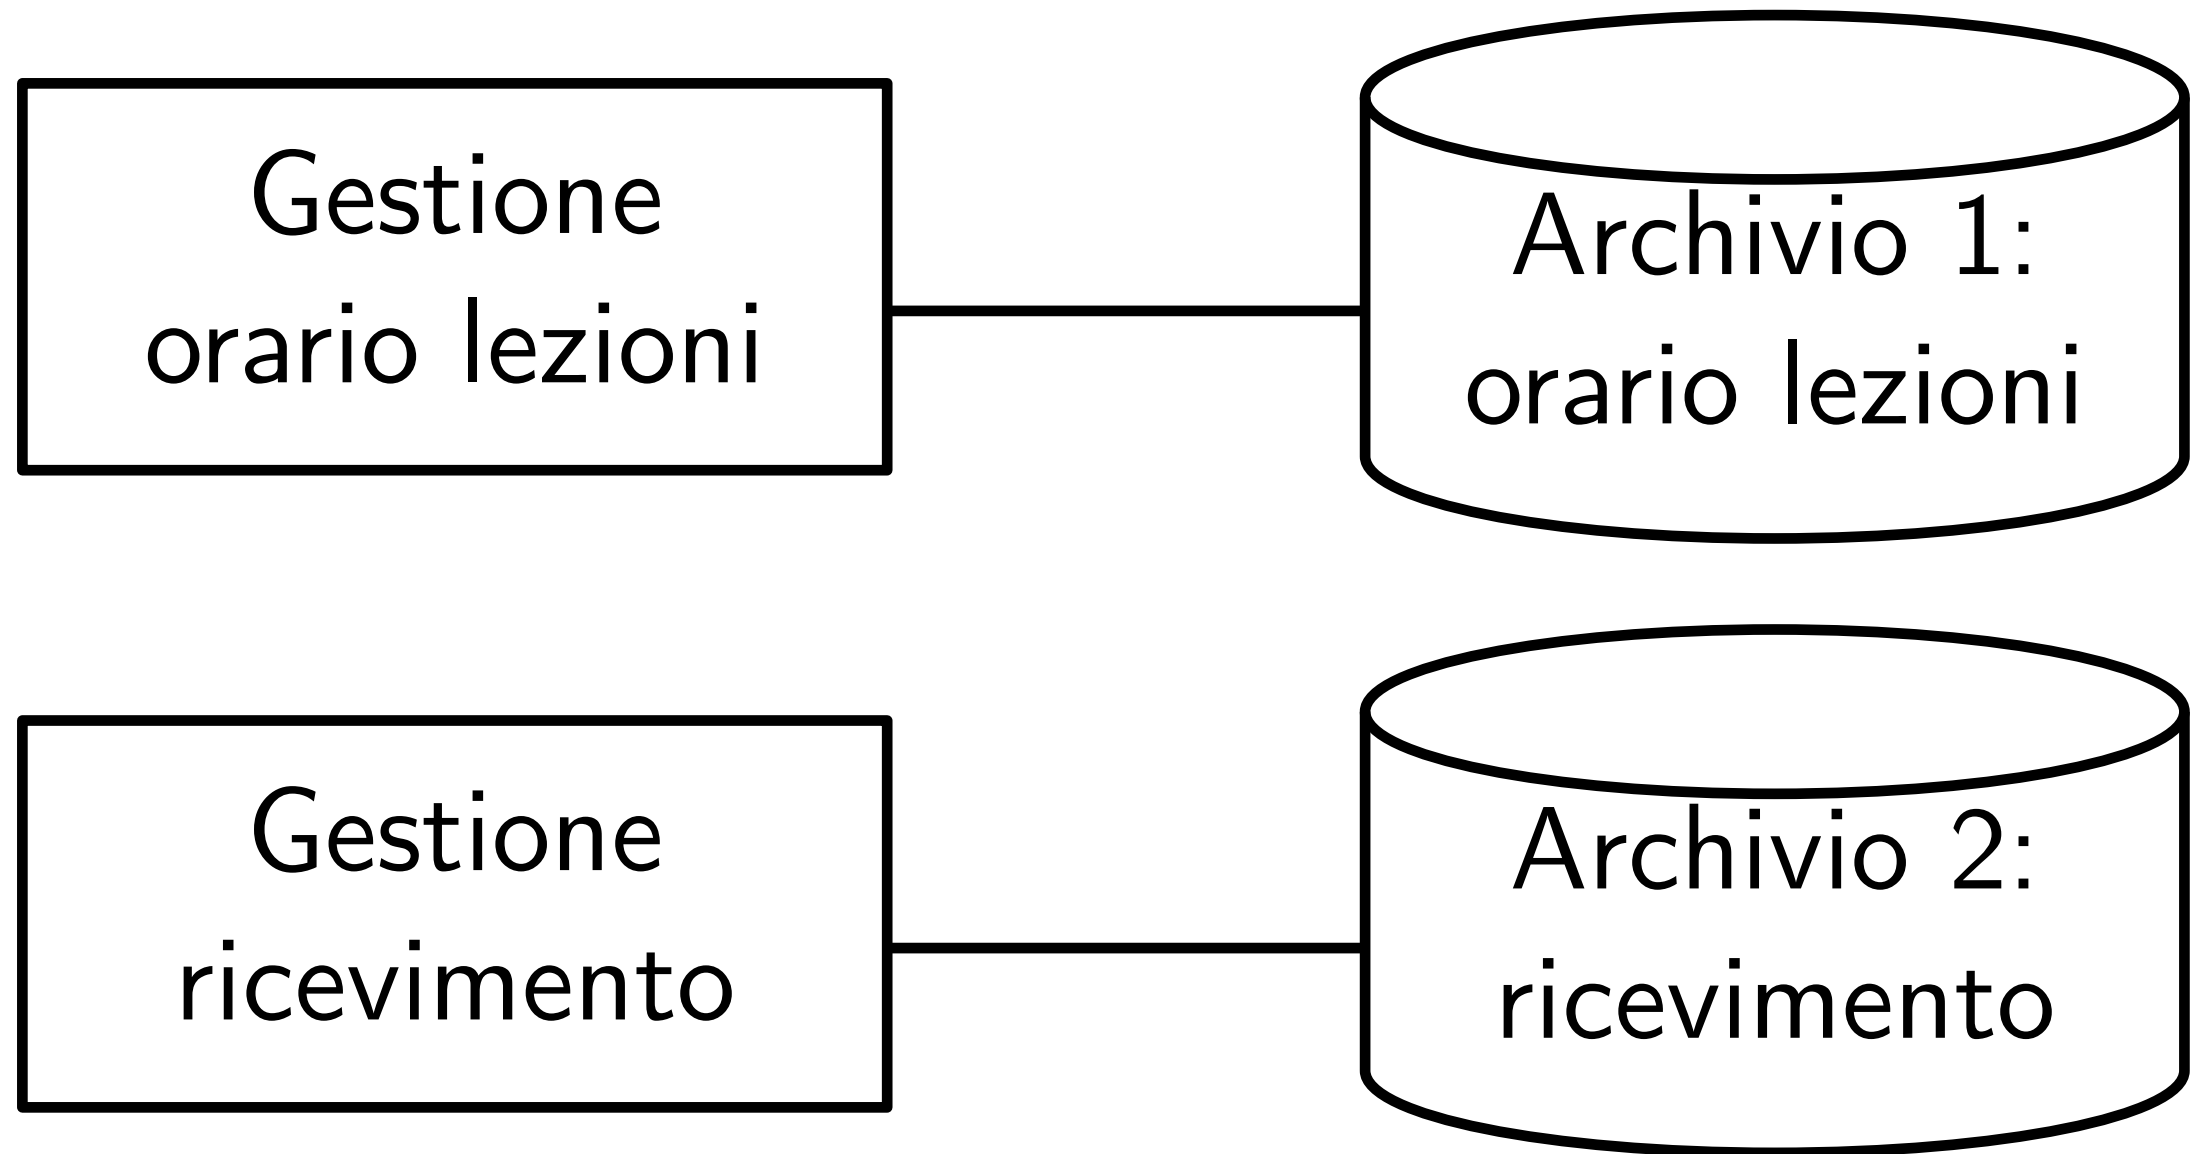 Gestione
orario lezioni
Archivio 1:
orario lezioni
Gestione
ricevimento
Archivio 2:
ricevimento